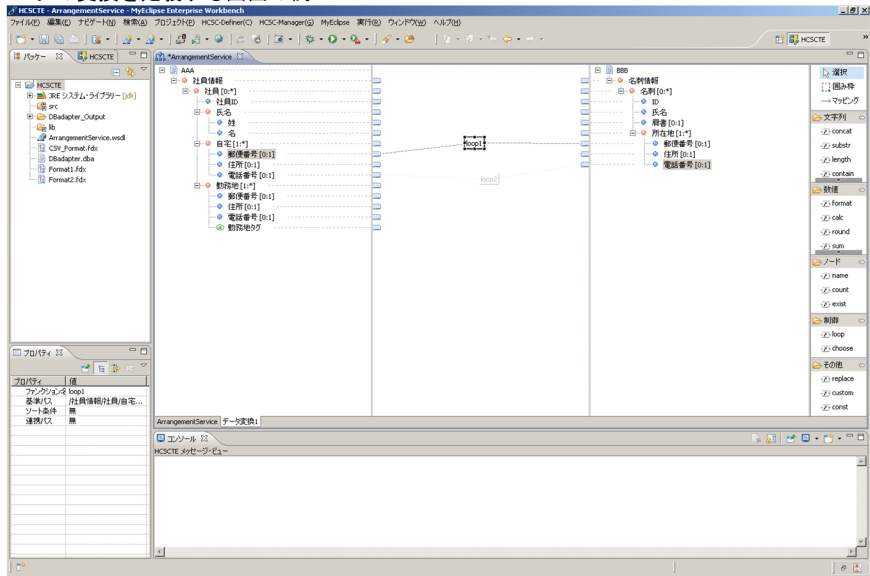 HCSCTE - ArrangementService - MyEclipse Enterprise Workbench
ファイル(F) 編集(E) ナビゲート(N) 検索(A) プロジェクト(P) HCSC-Definer(C) HCSC-Manager(G) MyEclipse 実行(R) ウィンドウ(W) ヘルプ(H)
HCSCTE
パッケー
HCSCTE
*ArrangementService
HCSCTE
JRE システム・ライブラリー [jdk]
src
DBadapter_Output
lib
ArrangementService.wsdl
CSV_Format.fdx
DBadapter.dba
Format1.fdx
Format2.fdx
AAA
社員情報
社員 [0:*]
社員ID
氏名
姓
名
自宅 [1:*]
郵便番号 [0:1]
住所 [0:1]
電話番号 [0:1]
勤務地 [1:*]
郵便番号 [0:1]
住所 [0:1]
電話番号 [0:1]
勤務地タグ
loop1
loop2
BBB
名刺情報
名刺 [0:*]
ID
氏名
肩書 [0:1]
所在地 [1:*]
郵便番号 [0:1]
住所 [0:1]
電話番号 [0:1]
選択
囲み枠
マッピング
文字列
concat
substr
length
contain
数値
format
calc
round
sum
ノード
name
count
exist
制御
loop
choose
その他
replace
custom
const
プロパティ
プロパティ 値
ファンクション名 loop1
基準パス /社員情報/社員/自宅...
ソート条件 無
連携パス 無
ArrangementService データ変換1
コンソール
HCSCTE メッセージ・ビュー